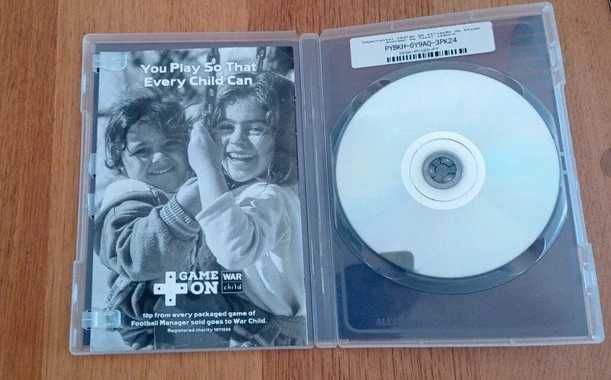 You Play So That
Every Child Can
PYBKH-0Y9AQ-3PK24
GAME
ON
WAR
child
10p from every packaged game of
Football Manager sold goes to War Child
Registered charity